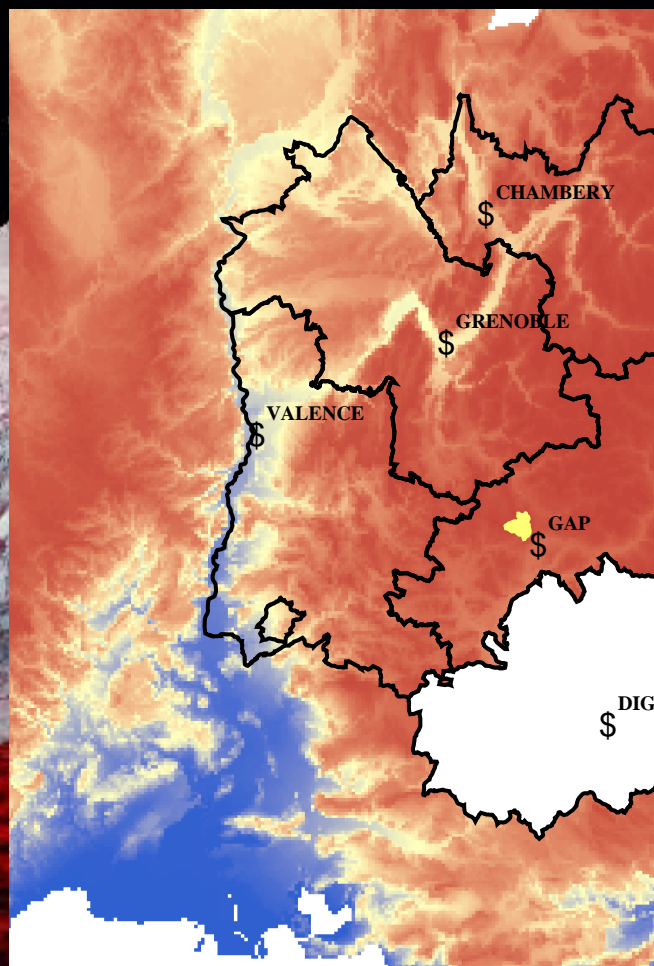 CHAMBERY
$
GRENOBLE
$
VALENCE
$
GAP
$
DIG
$